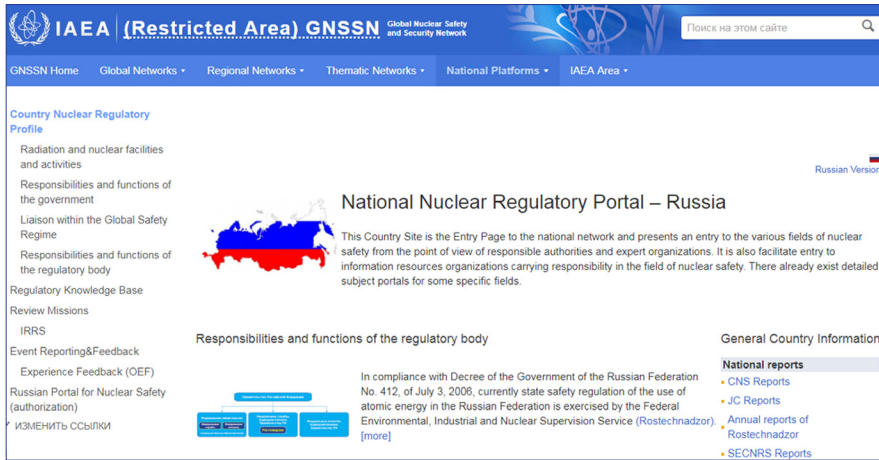 IAEA (Restricted Area) GNSSN Global Nuclear Safety
and Security Network
Поиск на этом сайте
GNSSN Home Global Networks Regional Networks Thematic Networks National Platforms IAEA Area
Country Nuclear Regulatory
Profile
Radiation and nuclear facilities
and activities
Responsibilities and functions of
the government
Liaison within the Global Safety
Regime
Responsibilities and functions of
the regulatory body
Regulatory Knowledge Base
Review Missions
IRRS
Event Reporting&Feedback
Experience Feedback (OEF)
Russian Portal for Nuclear Safety
(authorization)
ИЗМЕНИТЬ ССЫЛКИ
Russian Version
National Nuclear Regulatory Portal – Russia
This Country Site is the Entry Page to the national network and presents an entry to the various fields of nuclear
safety from the point of view of responsible authorities and expert organizations. It is also facilitate entry to
information resources organizations carrying responsibility in the field of nuclear safety. There already exist detailed
subject portals for some specific fields.
Responsibilities and functions of the regulatory body
In compliance with Decree of the Government of the Russian Federation
No. 412, of July 3, 2006, currently state safety regulation of the use of
atomic energy in the Russian Federation is exercised by the Federal
Environmental, Industrial and Nuclear Supervision Service (Rostechnadzor).
[more]
General Country Information
National reports
CNS Reports
JC Reports
Annual reports of
Rostechnadzor
SECNRS Reports